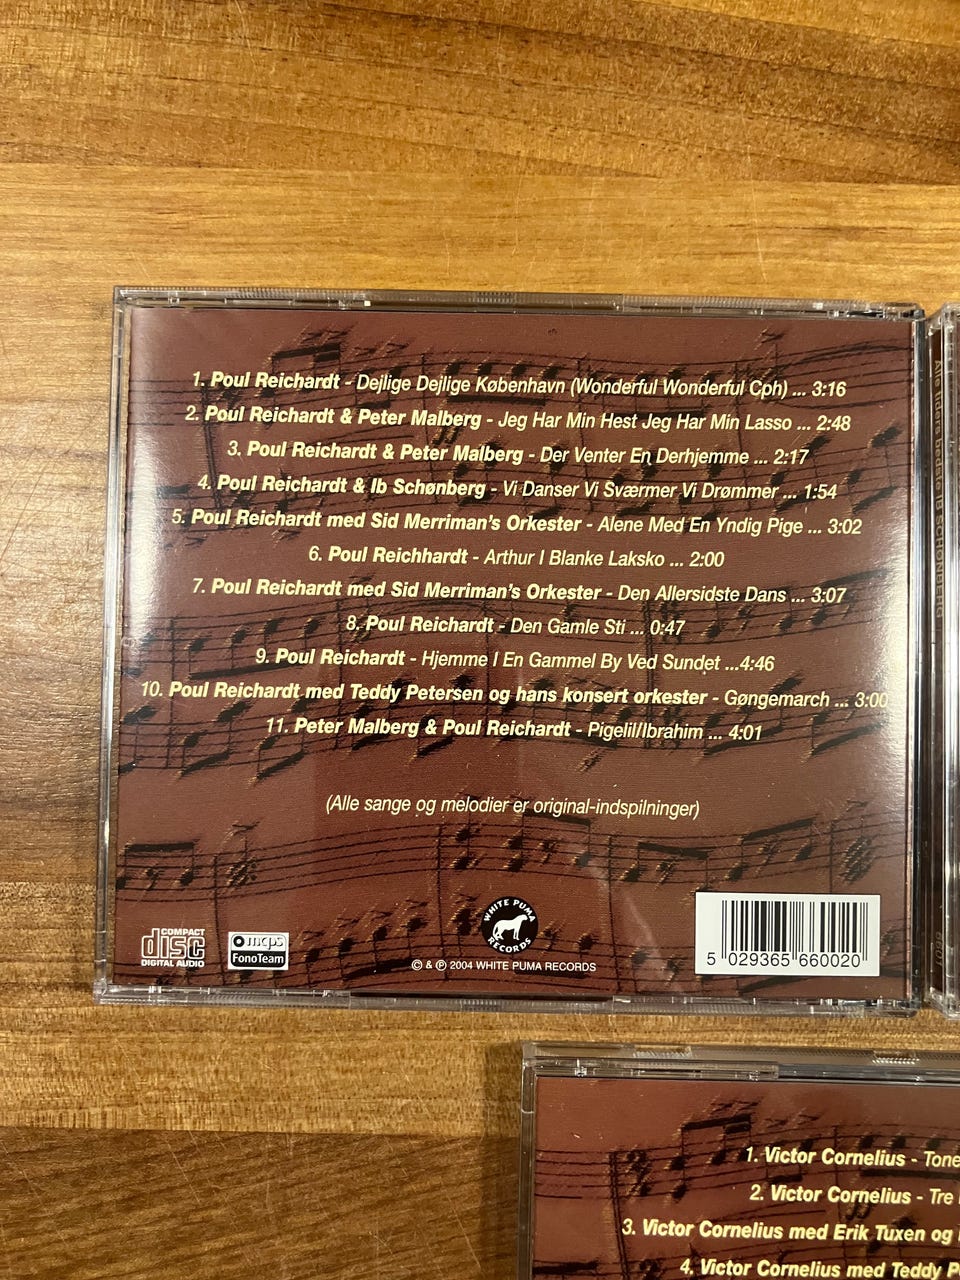 1. Poul Reichardt - Dejlige Dejlige København (Wonderful Wonderful Cph) ... 3:16
2. Poul Reichardt & Peter Malberg - Jeg Har Min Hest Jeg Har Min Lasso ... 2:48
3. Poul Reichardt & Peter Malberg - Der Venter En Derhjemme ... 2:17
4. Poul Reichardt & Ib Schønberg - Vi Danser Vi Sværmer Vi Drømmer ... 1:54
5. Poul Reichardt med Sid Merriman's Orkester - Alene Med En Yndig Pige ... 3:02
6. Poul Reichhardt - Arthur I Blanke Laksko ... 2:00
7. Poul Reichardt med Sid Merriman's Orkester - Den Allersidste Dans ... 3:07
8. Poul Reichardt - Den Gamle Sti ... 0:47
9. Poul Reichardt - Hjemme I En Gammel By Ved Sundet ...4:46
10. Poul Reichardt med Teddy Petersen og hans konsert orkester - Gøngemarch ... 3:00
11. Peter Malberg & Poul Reichardt - Pigelil/Ibrahim ... 4:01
(Alle sange og melodier er original-indspilninger)
COMPACT
disc
DIGITAL AUDIO
mcps
FonoTeam
WHITE PUMA
RECORDS
© & ℗ 2004 WHITE PUMA RECORDS
5 029365 660020
Alle tiders bedste IB SCHØNBERG
1. Victor Cornelius - Tone
2. Victor Cornelius - Tre
3. Victor Cornelius med Erik Tuxen og
4. Victor Cornelius med Teddy P